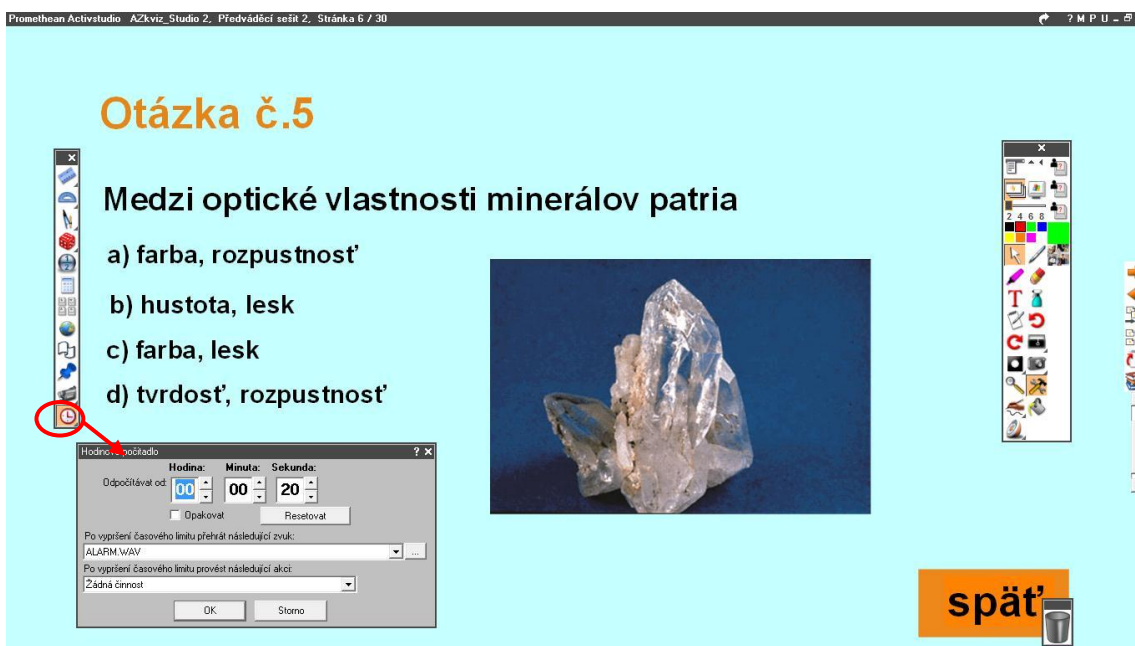 Promethean Activstudio AZkviz_Studio 2, Předváděcí sešit 2, Stránka 6 / 30
? M P U
Otázka č.5
Medzi optické vlastnosti minerálov patria
a) farba, rozpustnosť
b) hustota, lesk
c) farba, lesk
d) tvrdosť, rozpustnosť
2 4 6 8
T
Hodinové počítadlo ? ×
Hodina: Minuta: Sekunda:
Odpočítávat od: 00 00 20
Opakovat Resetovat
Po vypršení časového limitu přehrát následující zvuk:
ALARM.WAV ...
Po vypršení časového limitu provést následující akci:
Žádná činnost
OK Storno
späť